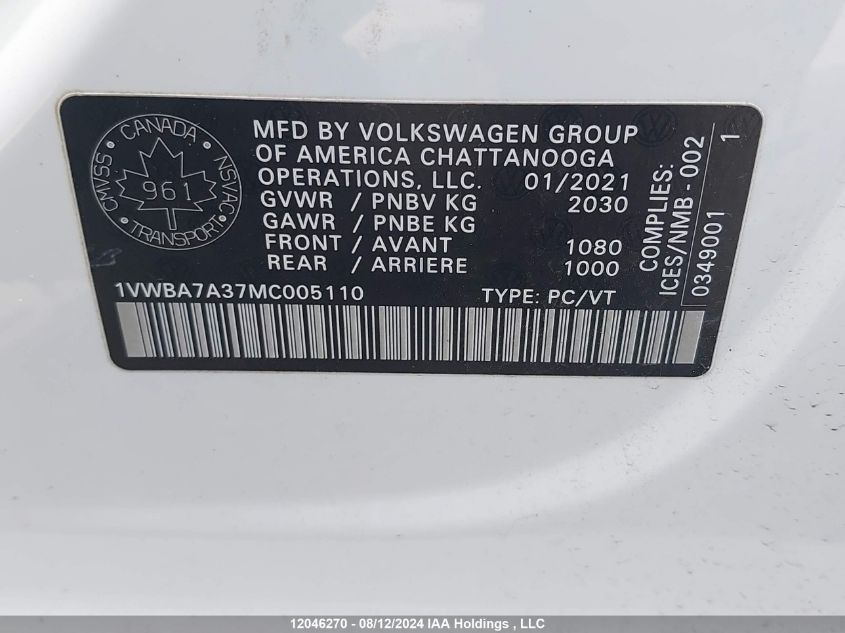 CANADA
CMVSS
NSVAC
961
TRANSPORT
MFD BY VOLKSWAGEN GROUP
OF AMERICA CHATTANOOGA
OPERATIONS, LLC. 01/2021
GVWR / PNBV KG 2030
GAWR / PNBE KG
FRONT / AVANT 1080
REAR / ARRIERE 1000
COMPLIES:
ICES/NMB - 002
0349001 1
1VWBA7A37MC005110 TYPE: PC/VT
12046270 - 08/12/2024 IAA Holdings , LLC